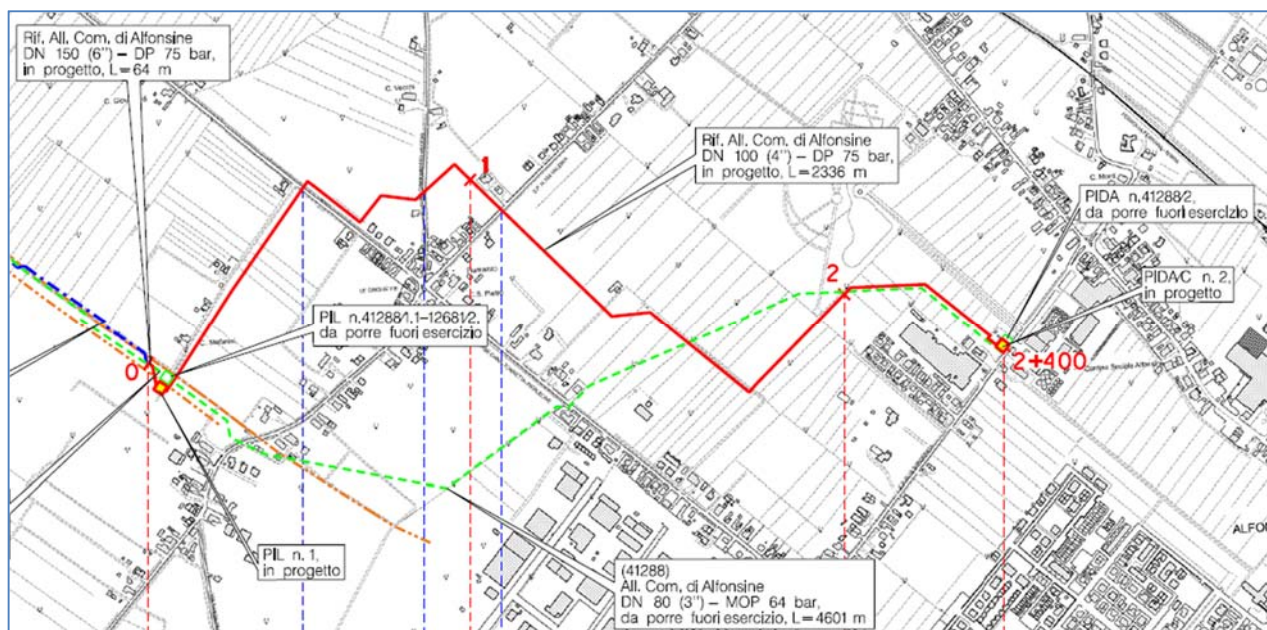 Rif. All. Com. di Alfonsine
DN 150 (6") – DP 75 bar,
in progetto, L=64 m
Rif. All. Com. di Alfonsine
DN 100 (4") – DP 75 bar,
in progetto, L=2336 m
PIDA n.41288/2,
da porre fuori esercizio
PIDA/C n. 2,
in progetto
1
2
PIL n.41288/1.1–12681/2,
da porre fuori esercizio
0
2+400
PIL n. 1,
in progetto
(41288)
All. Com. di Alfonsine
DN 80 (3") – MOP 64 bar,
da porre fuori esercizio, L=4601 m